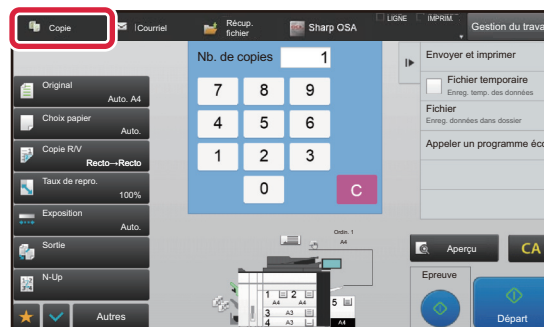 Copie
Courriel
Récup.
fichier
Sharp OSA
LIGNE
IMPRIM.
Gestion du trava
Nb. de copies
1
7 8 9
4 5 6
1 2 3
0 C
Original
Auto. A4
Choix papier
Auto.
Copie R/V
Recto→Recto
Taux de repro.
100%
Exposition
Auto.
Sortie
N-Up
Autres
Ordin. 1
A4
1 A4
2 A4
3 A3
4 A3
5
A4
Envoyer et imprimer
Fichier temporaire
Enreg. temp. des données
Fichier
Enreg. données dans dossier
Appeler un programme éco
Aperçu
CA
Epreuve
Départ